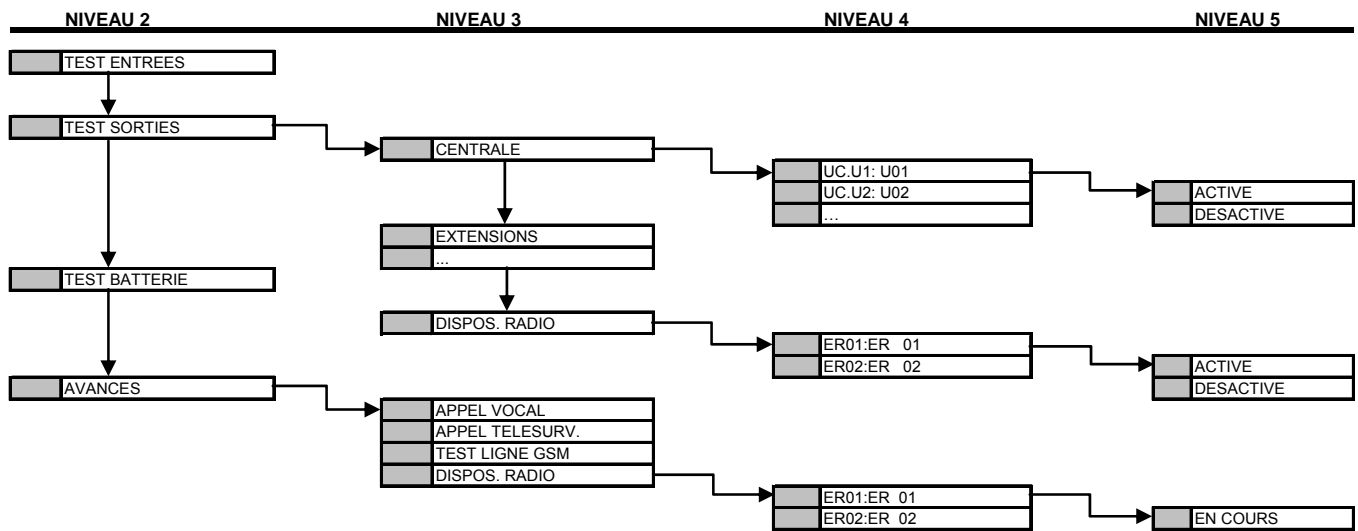 NIVEAU 2 NIVEAU 3 NIVEAU 4 NIVEAU 5
TEST ENTREES
TEST SORTIES
CENTRALE
UC.U1: U01
UC.U2: U02
...
ACTIVE
DESACTIVE
EXTENSIONS
...
TEST BATTERIE
DISPOS. RADIO
ER01:ER 01
ER02:ER 02
ACTIVE
DESACTIVE
AVANCES
APPEL VOCAL
APPEL TELESURV.
TEST LIGNE GSM
DISPOS. RADIO
ER01:ER 01
ER02:ER 02
EN COURS